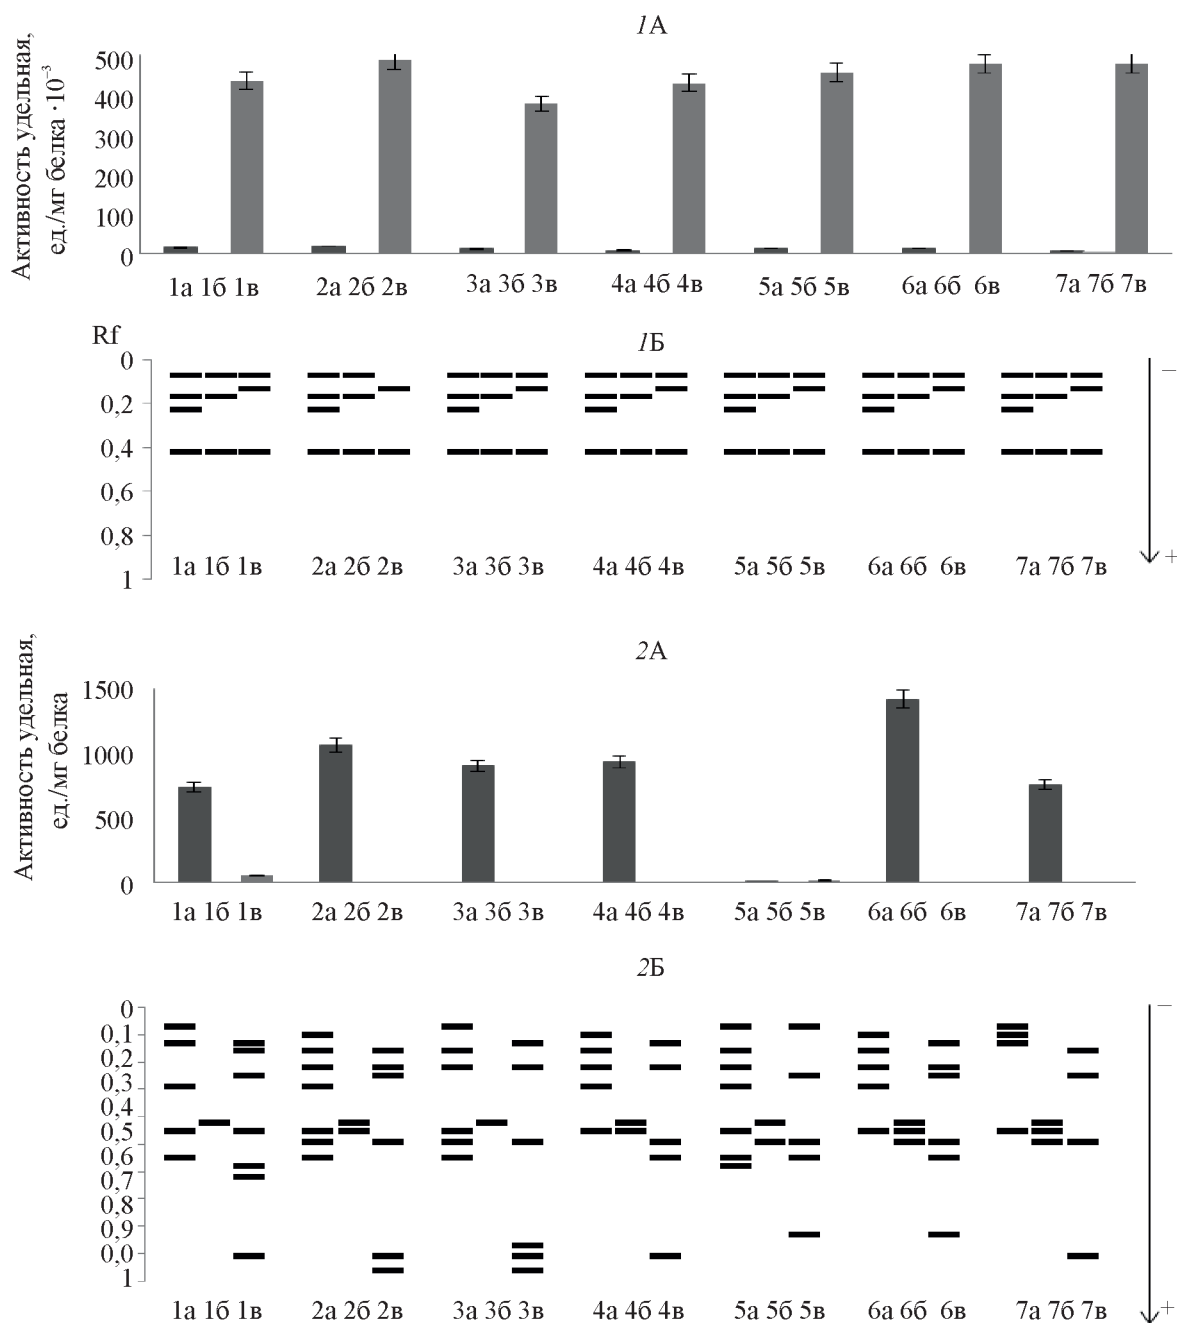 1А
Активность удельная,
ед./мг белка ·10⁻³
500
400
300
200
100
0
1а 1б 1в 2а 2б 2в 3а 3б 3в 4а 4б 4в 5а 5б 5в 6а 6б 6в 7а 7б 7в
Rf
1Б
0
0,2
0,4
0,6
0,8
1
−
+
1а 1б 1в 2а 2б 2в 3а 3б 3в 4а 4б 4в 5а 5б 5в 6а 6б 6в 7а 7б 7в
2А
Активность удельная,
ед./мг белка
1500
1000
500
0
1а 1б 1в 2а 2б 2в 3а 3б 3в 4а 4б 4в 5а 5б 5в 6а 6б 6в 7а 7б 7в
2Б
0
0,1
0,2
0,3
0,4
0,5
0,6
0,7
0,8
0,9
0,0
1
−
+
1а 1б 1в 2а 2б 2в 3а 3б 3в 4а 4б 4в 5а 5б 5в 6а 6б 6в 7а 7б 7в